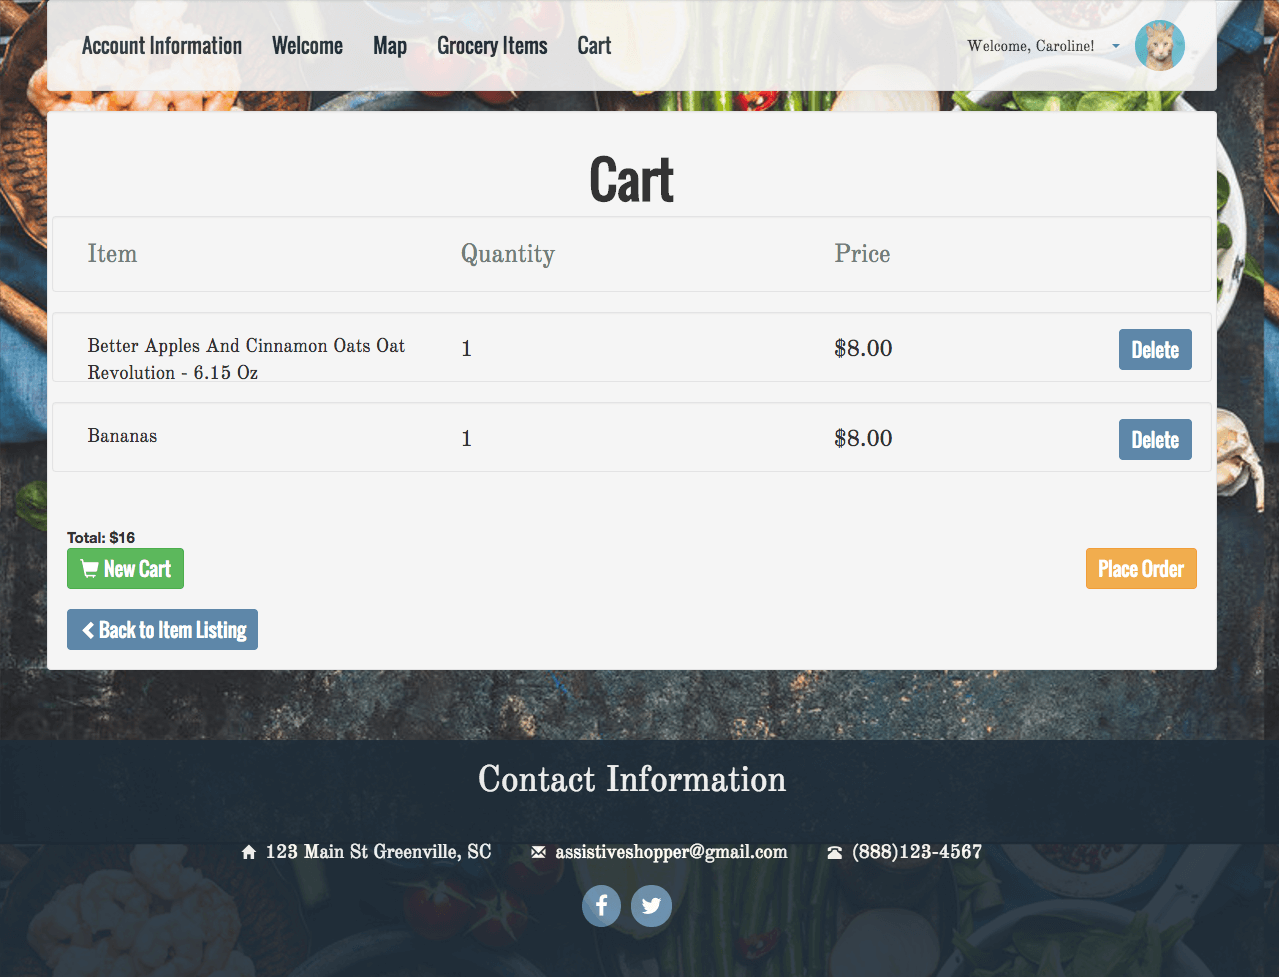 Account Information Welcome Map Grocery Items Cart Welcome, Caroline!
Cart
Item Quantity Price
Better Apples And Cinnamon Oats Oat 1 $8.00 Delete
Revolution - 6.15 Oz
Bananas 1 $8.00 Delete
Total: $16
New Cart Place Order
Back to Item Listing
Contact Information
123 Main St Greenville, SC assistiveshopper@gmail.com (888)123-4567